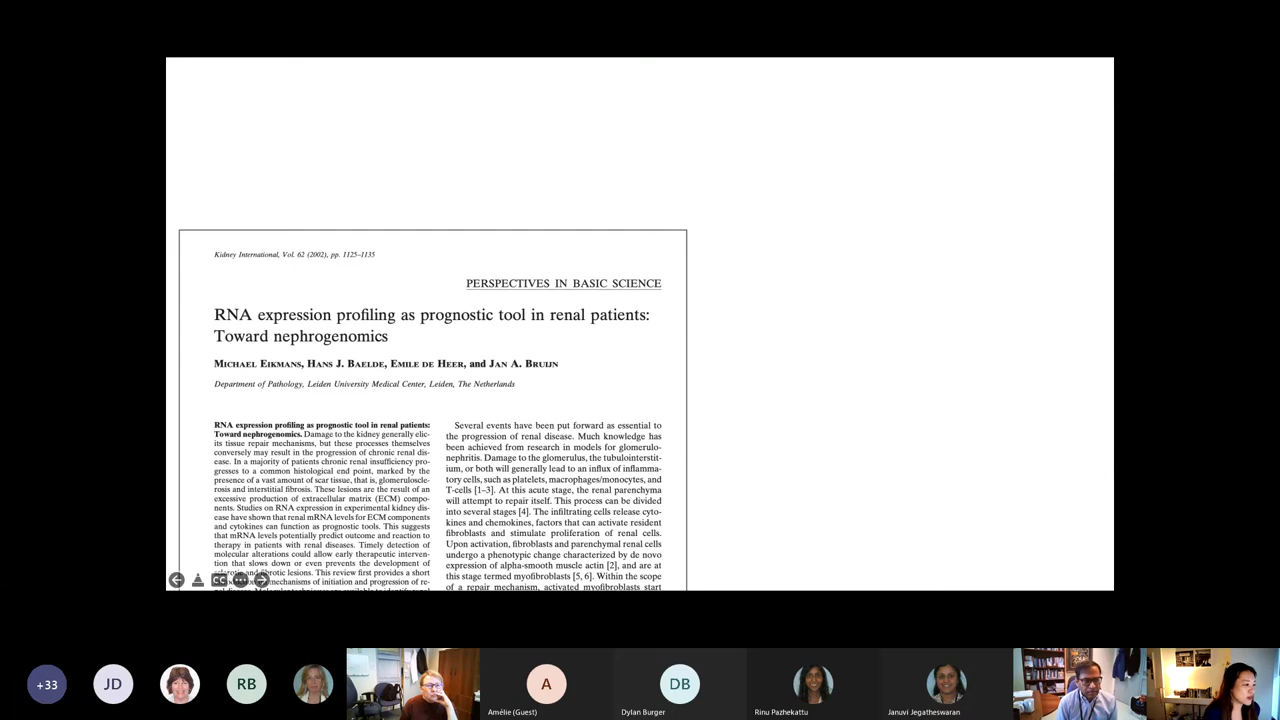 Kidney International, Vol. 62 (2002), pp. 1125–1135
PERSPECTIVES IN BASIC SCIENCE
RNA expression profiling as prognostic tool in renal patients:
Toward nephrogenomics
MICHAEL EIKMANS, HANS J. BAELDE, EMILE DE HEER, and JAN A. BRUIJN
Department of Pathology, Leiden University Medical Center, Leiden, The Netherlands
RNA expression profiling as prognostic tool in renal patients:
Toward nephrogenomics. Damage to the kidney generally elic-
its tissue repair mechanisms, but these processes themselves
conversely may result in the progression of chronic renal dis-
ease. In a majority of patients chronic renal insufficiency pro-
gresses to a common histological end point, marked by the
presence of a vast amount of scar tissue, that is, glomeruloscle-
rosis and interstitial fibrosis. These lesions are the result of an
excessive production of extracellular matrix (ECM) compo-
nents. Studies on RNA expression in experimental kidney dis-
ease have shown that renal mRNA levels for ECM components
and cytokines can function as prognostic tools. This suggests
that mRNA levels potentially predict outcome and reaction to
therapy in patients with renal diseases. Timely detection of
molecular alterations could allow early therapeutic interven-
tion that slows down or even prevents the development of
sclerotic and fibrotic lesions. This review first provides a short
mechanisms of initiation and progression of re-
Several events have been put forward as essential to
the progression of renal disease. Much knowledge has
been achieved from research in models for glomerulo-
nephritis. Damage to the glomerulus, the tubulointerstit-
ium, or both will generally lead to an influx of inflamma-
tory cells, such as platelets, macrophages/monocytes, and
T-cells [1–3]. At this acute stage, the renal parenchyma
will attempt to repair itself. This process can be divided
into several stages [4]. The infiltrating cells release cyto-
kines and chemokines, factors that can activate resident
fibroblasts and stimulate proliferation of renal cells.
Upon activation, fibroblasts and parenchymal renal cells
undergo a phenotypic change characterized by de novo
expression of alpha-smooth muscle actin [2], and are at
this stage termed myofibroblasts [5, 6]. Within the scope
of a repair mechanism, activated myofibroblasts start
CC
+33
JD
RB
A
Amélie (Guest)
DB
Dylan Burger
Rinu Pazhekattu
Januvi Jegatheswaran